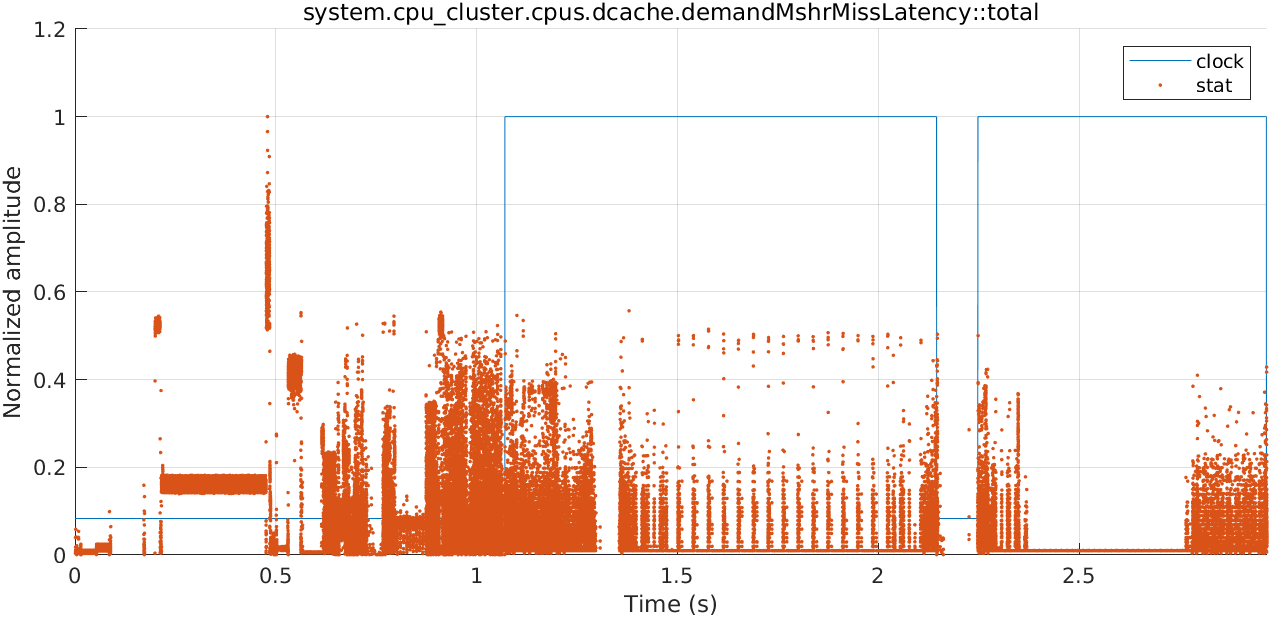 system.cpu_cluster.cpus.dcache.demandMshrMissLatency::total
1.2
1
0.8
0.6
0.4
0.2
0
Normalized amplitude
clock
stat
0
0.5
1
1.5
2
2.5
Time (s)